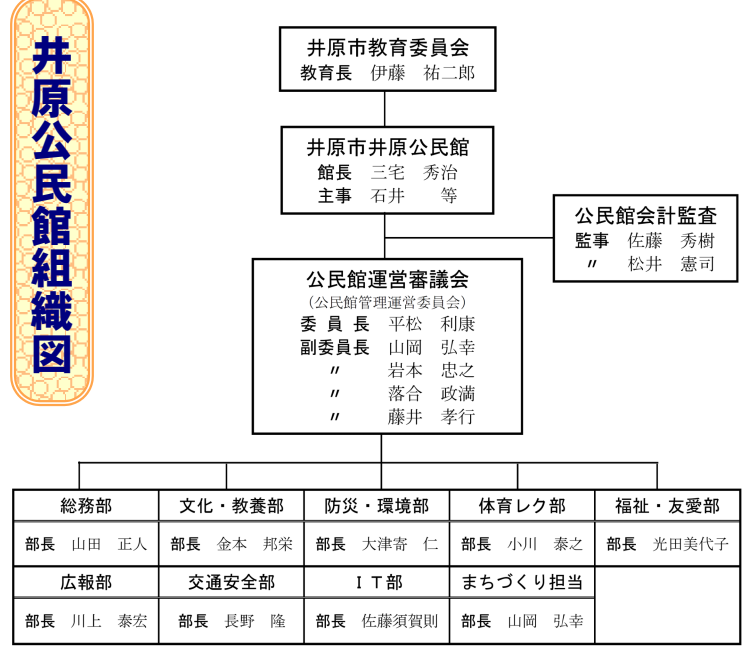 井原公民館組織図
井原市教育委員会
教育長　伊藤　祐二郎
井原市井原公民館
館長　三宅　秀治
主事　石井　　等
公民館会計監査
監事　佐藤　秀樹
〃　松井　憲司
公民館運営審議会
（公民館管理運営委員会）
委員長　平松　利康
副委員長　山岡　弘幸
〃　岩本　忠之
〃　落合　政満
〃　藤井　孝行
総務部　文化・教養部　防災・環境部　体育レク部　福祉・友愛部
部長　山田　正人　部長　金本　邦栄　部長　大津寄　仁　部長　小川　泰之　部長　光田美代子
広報部　交通安全部　ＩＴ部　まちづくり担当
部長　川上　泰宏　部長　長野　隆　部長　佐藤須賀則　部長　山岡　弘幸